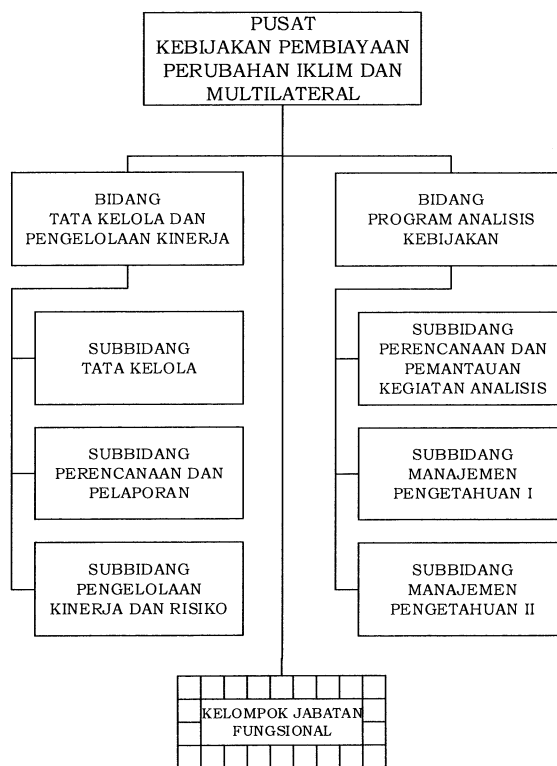 PUSAT
KEBIJAKAN PEMBIAYAAN
PERUBAHAN IKLIM DAN
MULTILATERAL
BIDANG
TATA KELOLA DAN
PENGELOLAAN KINERJA
BIDANG
PROGRAM ANALISIS
KEBIJAKAN
SUBBIDANG
TATA KELOLA
SUBBIDANG
PERENCANAAN DAN
PELAPORAN
SUBBIDANG
PENGELOLAAN
KINERJA DAN RISIKO
SUBBIDANG
PERENCANAAN DAN
PEMANTAUAN
KEGIATAN ANALISIS
SUBBIDANG
MANAJEMEN
PENGETAHUAN I
SUBBIDANG
MANAJEMEN
PENGETAHUAN II
KELOMPOK JABATAN
FUNGSIONAL